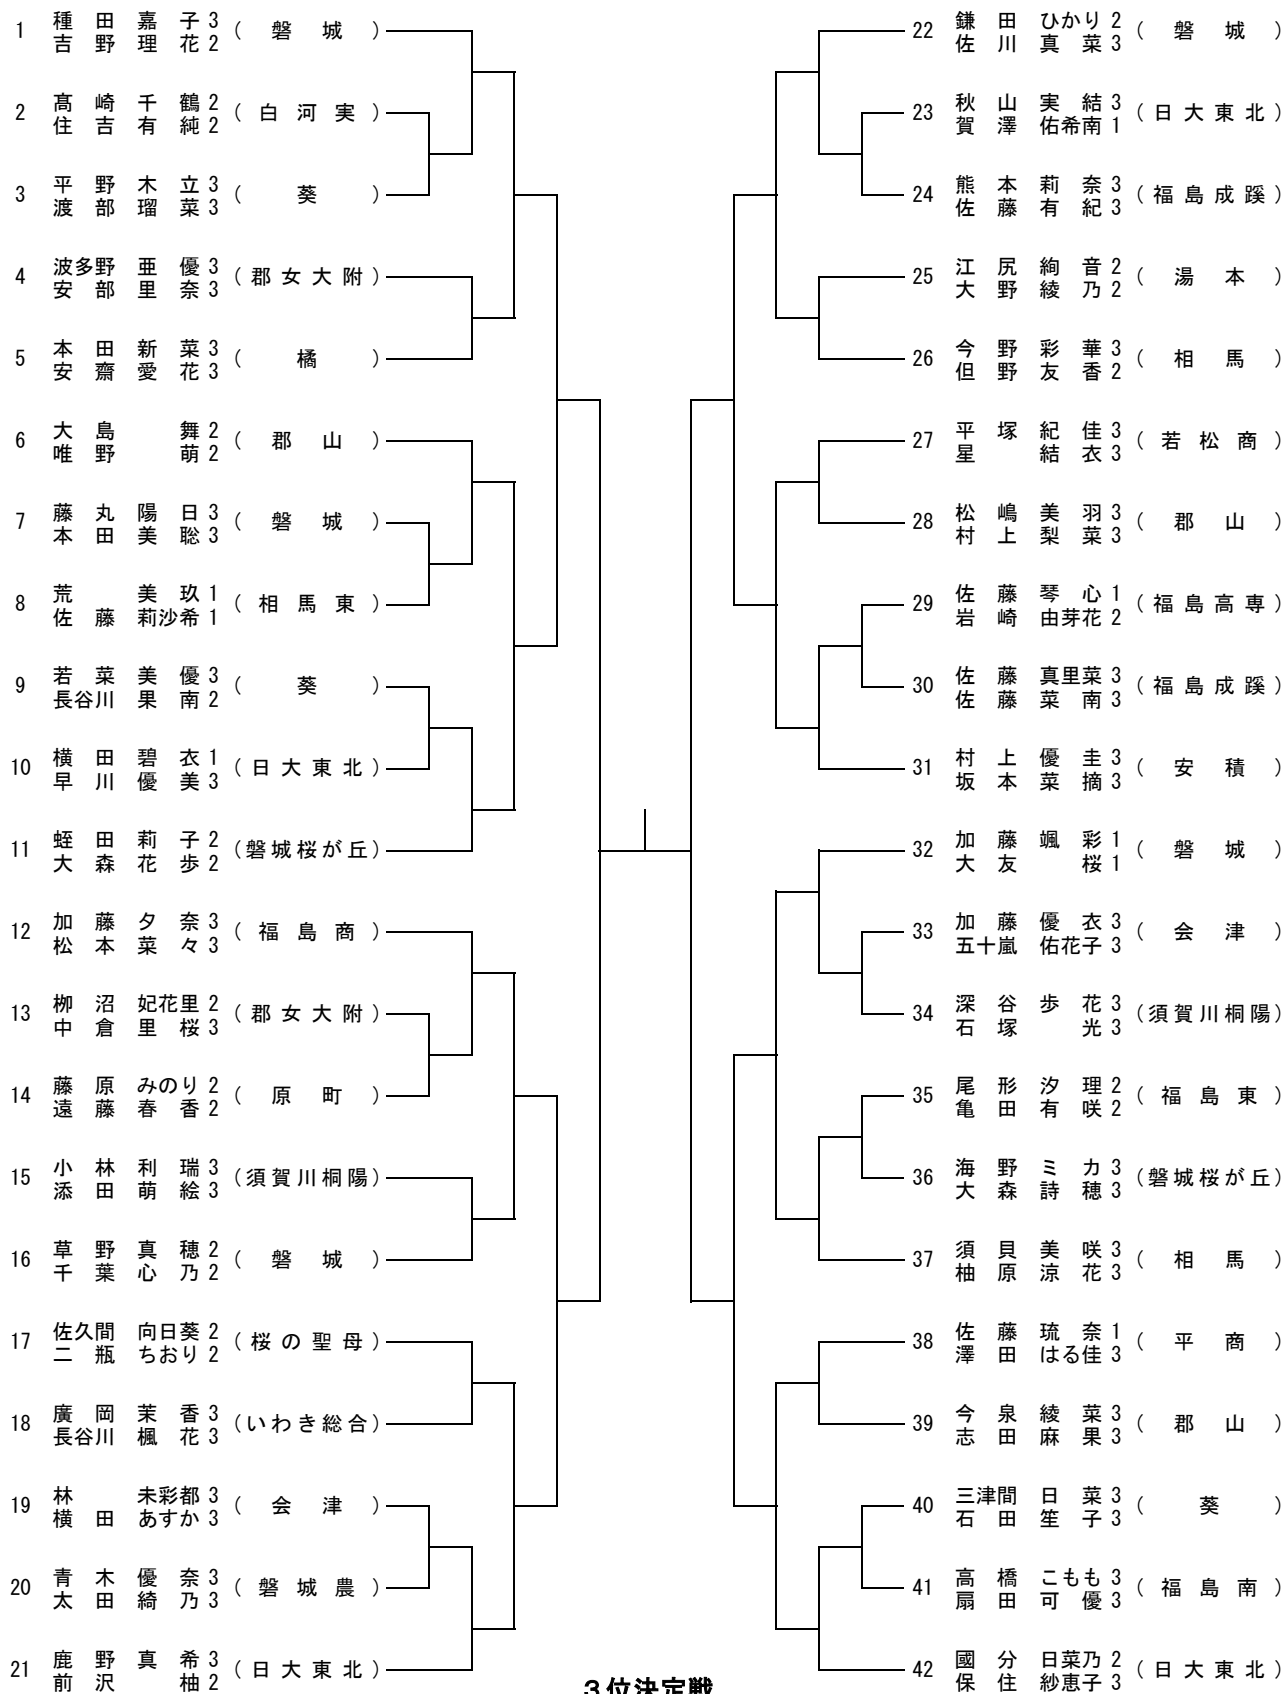 1 種田嘉子 3 (磐城)
吉野理花 2
2 髙崎千鶴 2 (白河実)
住吉有純 2
3 平野木立 3 (葵)
渡部瑠菜 3
4 波多野亜優 3 (郡女大附)
安部里奈 3
5 本田新菜 3 (橘)
安齋愛花 3
6 大島舞 2 (郡山)
唯野萌 2
7 藤丸陽日 3 (磐城)
本田美聡 3
8 荒美玖 1 (相馬東)
佐藤莉沙希 1
9 若菜美優 3 (葵)
長谷川果南 2
10 横田碧衣 1 (日大東北)
早川優美 3
11 蛭田莉子 2 (磐城桜が丘)
大森花歩 2
12 加藤夕奈 3 (福島商)
松本菜々 3
13 柳沼妃花里 2 (郡女大附)
中倉里桜 3
14 藤原みのり 2 (原町)
遠藤春香 2
15 小林利瑞 3 (須賀川桐陽)
添田萌絵 3
16 草野真穂 2 (磐城)
千葉心乃 2
17 佐久間向日葵 2 (桜の聖母)
二瓶ちおり 2
18 廣岡茉香 3 (いわき総合)
長谷川楓花 3
19 林未彩都 3 (会津)
横田あすか 3
20 青木優奈 3 (磐城農)
太田綺乃 3
21 鹿野真希 3 (日大東北)
前沢柚 2
22 鎌田ひかり 2 (磐城)
佐川真菜 3
23 秋山実結 3 (日大東北)
賀澤佑希南 1
24 熊本莉奈 3 (福島成蹊)
佐藤有紀 3
25 江尻絢音 2 (湯本)
大野綾乃 2
26 今野彩華 3 (相馬)
但野友香 2
27 平塚紀佳 3 (若松商)
星結衣 3
28 松嶋美羽 3 (郡山)
村上梨菜 3
29 佐藤琴心 1 (福島高専)
岩崎由芽花 2
30 佐藤真里菜 3 (福島成蹊)
佐藤菜南 3
31 村上優圭 3 (安積)
坂本菜摘 3
32 加藤颯彩 1 (磐城)
大友桜 1
33 加藤優衣 3 (会津)
五十嵐佑花子 3
34 深谷歩花 3 (須賀川桐陽)
石塚光 3
35 尾形汐理 2 (福島東)
亀田有咲 2
36 海野ミカ 3 (磐城桜が丘)
大森詩穂 3
37 須貝美咲 3 (相馬)
柚原涼花 3
38 佐藤琉奈 1 (平商)
澤田はる佳 3
39 今泉綾菜 3 (郡山)
志田麻果 3
40 三津間日菜 3 (葵)
石田笙子 3
41 高橋こもも 3 (福島南)
扇田可優 3
42 國分日菜乃 2 (日大東北)
保住紗恵子 3
３位決定戦